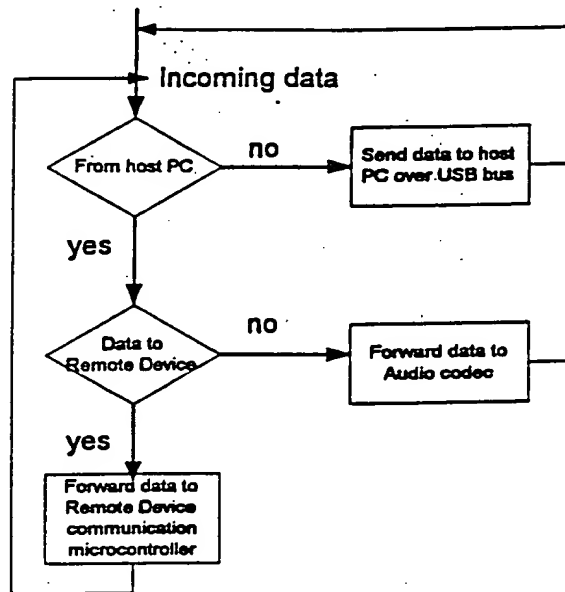 Incoming data
From host PC
no
Send data to host
PC over USB bus
yes
Data to
Remote Device
no
Forward data to
Audio codec
yes
Forward data to
Remote Device
communication
microcontroller